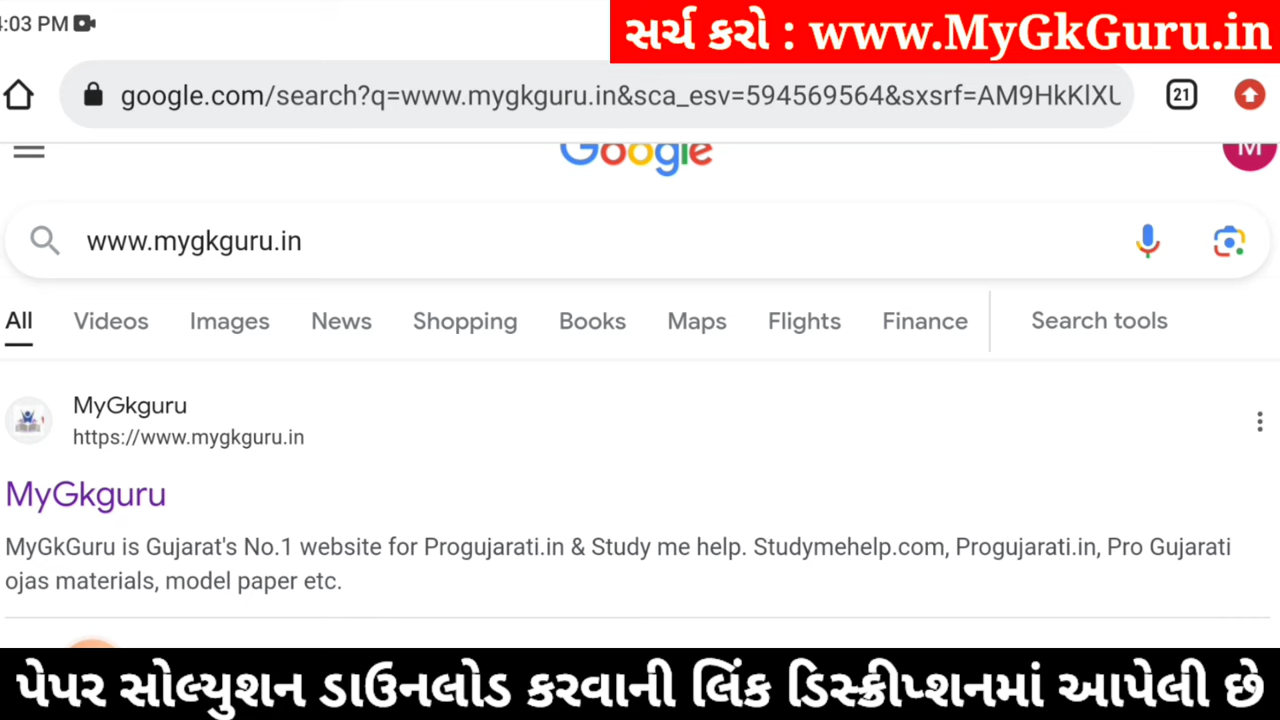 :03 PM
સર્ચ કરો : www.MyGkGuru.in
google.com/search?q=www.mygkguru.in&sca_esv=594569564&sxsrf=AM9HkKlXU
21
Google
M
www.mygkguru.in
All Videos Images News Shopping Books Maps Flights Finance Search tools
MyGkguru
https://www.mygkguru.in
MyGkguru
MyGkGuru is Gujarat's No.1 website for Progujarati.in & Study me help. Studymehelp.com, Progujarati.in, Pro Gujarati
ojas materials, model paper etc.
પેપર સોલ્યુશન ડાઉનલોડ કરવાની લિંક ડિસ્ક્રીપ્શનમાં આપેલી છે